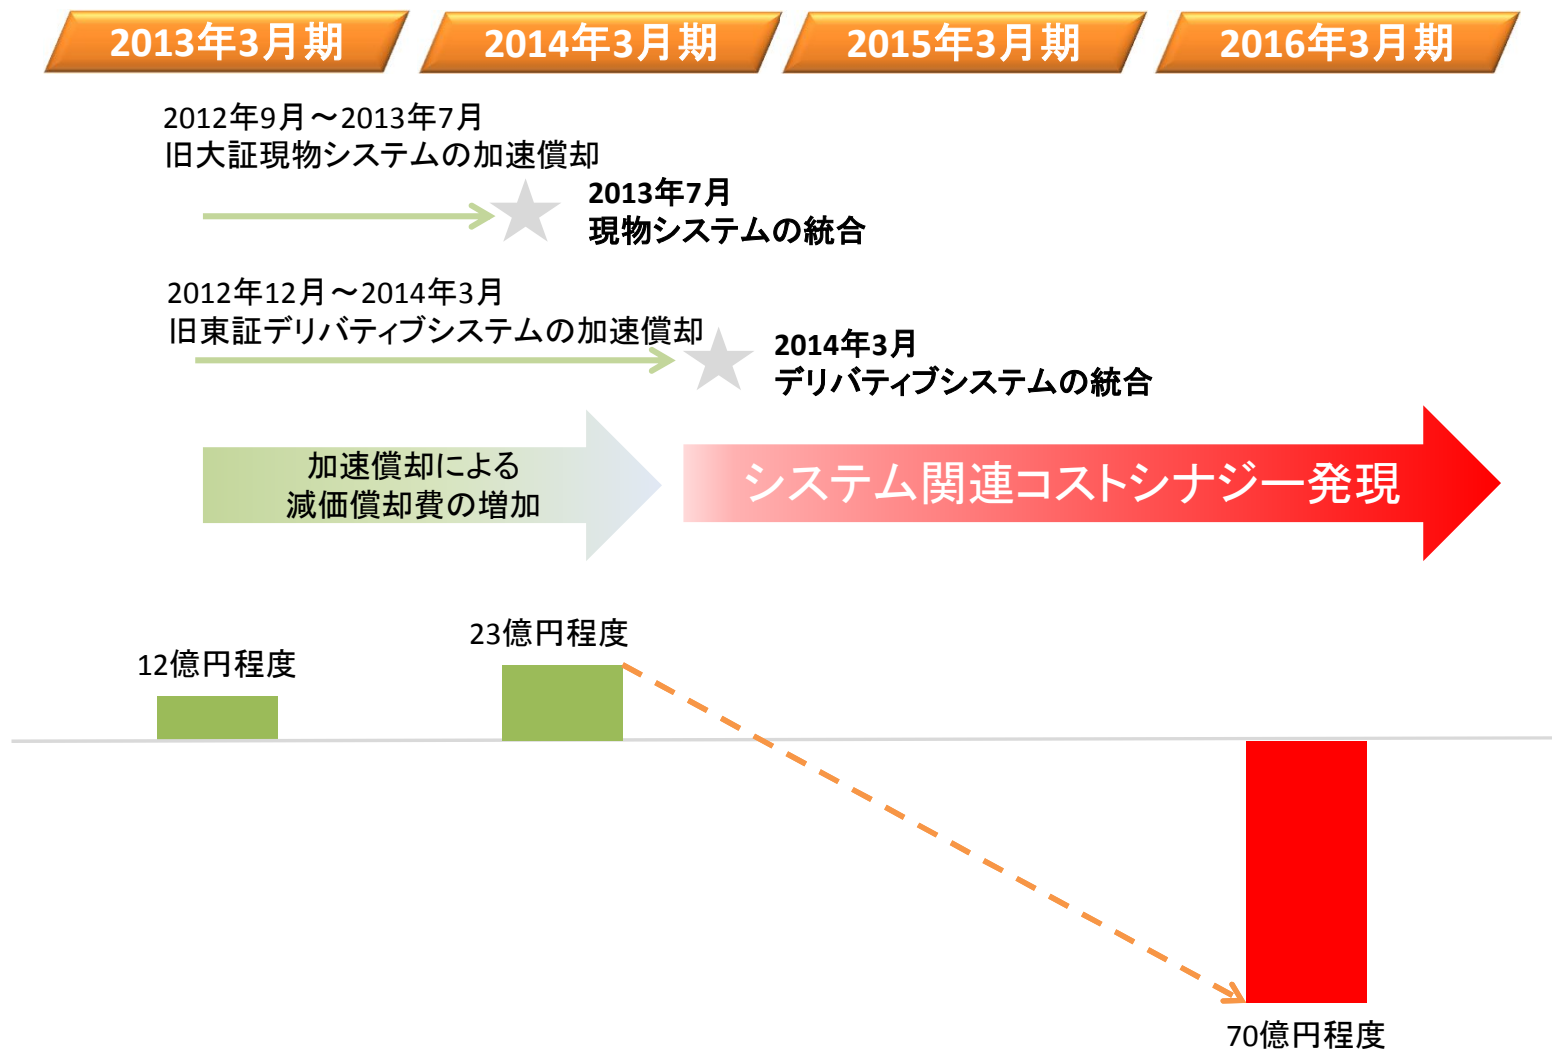 2013年3月期
2014年3月期
2015年3月期
2016年3月期
2012年9月～2013年7月
旧大証現物システムの加速償却
2013年7月
現物システムの統合
2012年12月～2014年3月
旧東証デリバティブシステムの加速償却
2014年3月
デリバティブシステムの統合
加速償却による
減価償却費の増加
システム関連コストシナジー発現
12億円程度
23億円程度
70億円程度